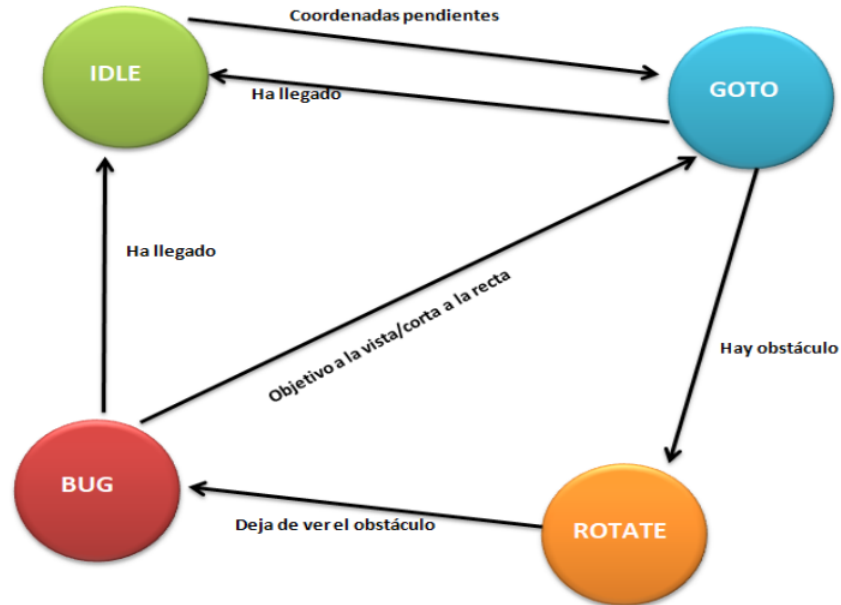 Coordenadas pendientes
IDLE
GOTO
Ha llegado
Ha llegado
Objetivo a la vista/corta a la recta
Hay obstáculo
BUG
Deja de ver el obstáculo
ROTATE